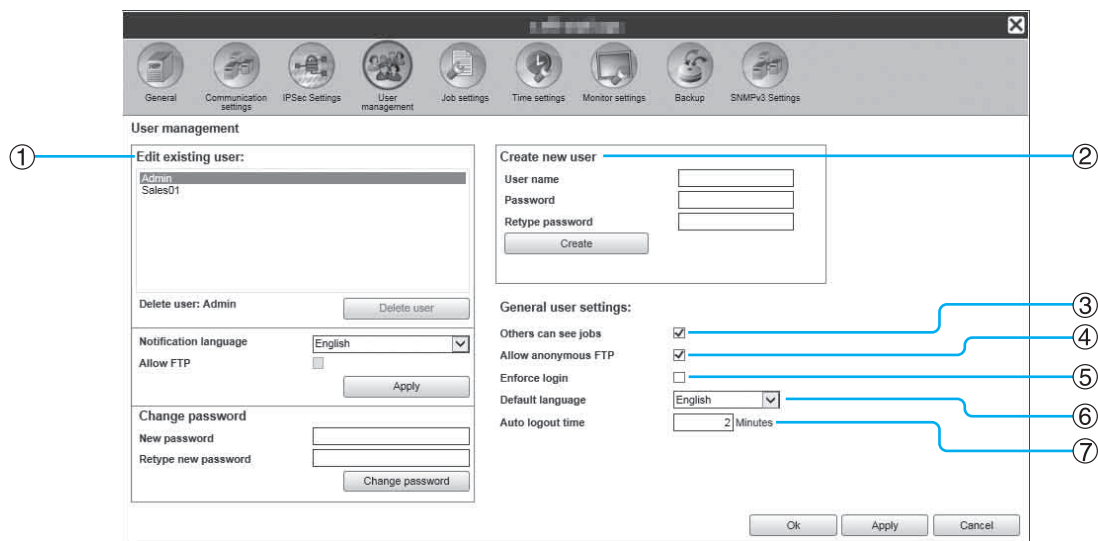 General
Communication settings
IPSec Settings
User management
Job settings
Time settings
Monitor settings
Backup
SNMPv3 Settings
User management
① Edit existing user:
Admin
Sales01
Delete user: Admin
Delete user
Notification language English
Allow FTP
Apply
Change password
New password
Retype new password
Change password
Create new user ②
User name
Password
Retype password
Create
General user settings:
Others can see jobs ③
Allow anonymous FTP ④
Enforce login ⑤
Default language English ⑥
Auto logout time 2 Minutes ⑦
Ok Apply Cancel